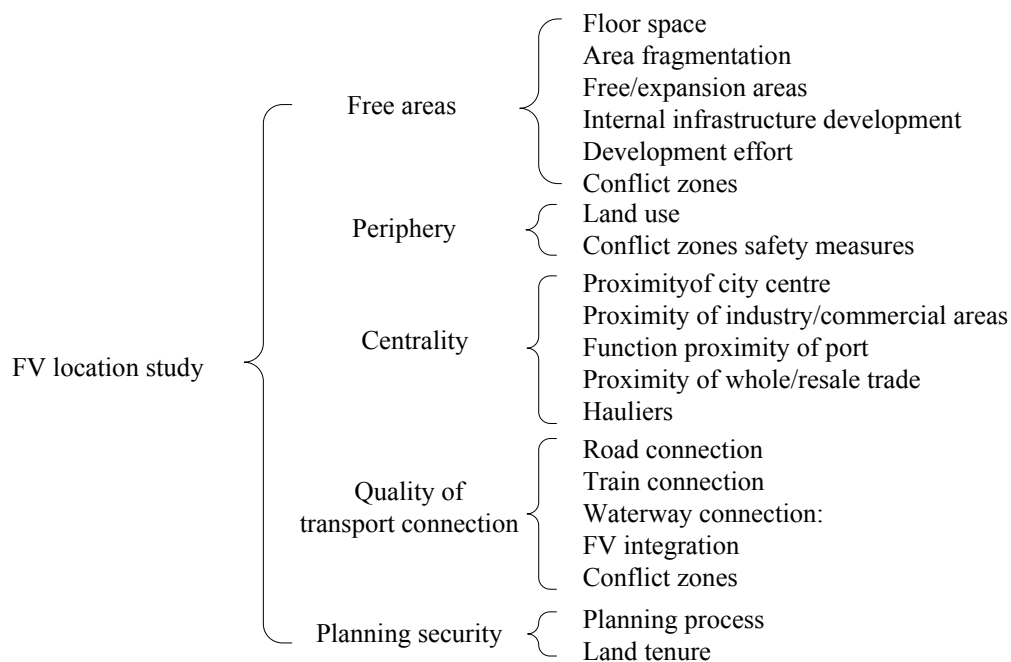 FV location study
Free areas
Floor space
Area fragmentation
Free/expansion areas
Internal infrastructure development
Development effort
Conflict zones
Periphery
Land use
Conflict zones safety measures
Centrality
Proximityof city centre
Proximity of industry/commercial areas
Function proximity of port
Proximity of whole/resale trade
Hauliers
Quality of
transport connection
Road connection
Train connection
Waterway connection:
FV integration
Conflict zones
Planning security
Planning process
Land tenure